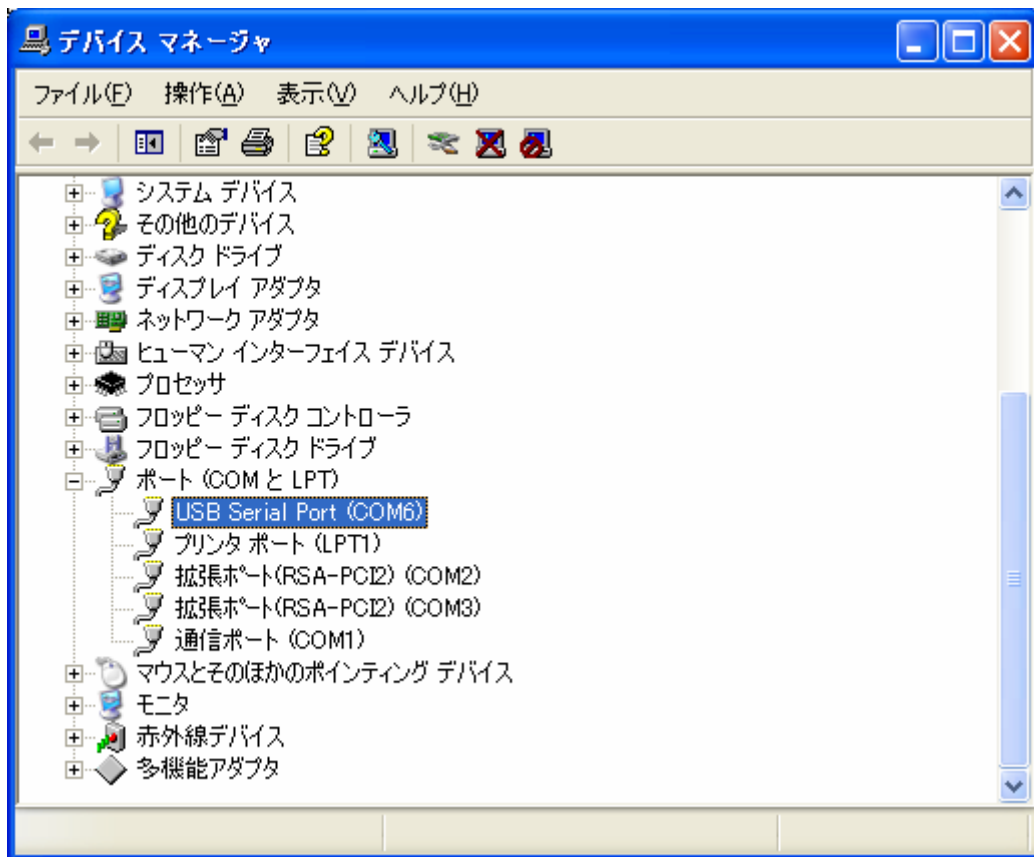 デバイス マネージャ
ファイル(F) 操作(A) 表示(V) ヘルプ(H)
システム デバイス
その他のデバイス
ディスク ドライブ
ディスプレイ アダプタ
ネットワーク アダプタ
ヒューマン インターフェイス デバイス
プロセッサ
フロッピー ディスク コントローラ
フロッピー ディスク ドライブ
ポート (COM と LPT)
USB Serial Port (COM6)
プリンタ ポート (LPT1)
拡張ﾎﾟｰﾄ(RSA-PCI2) (COM2)
拡張ﾎﾟｰﾄ(RSA-PCI2) (COM3)
通信ポート (COM1)
マウスとそのほかのポインティング デバイス
モニタ
赤外線デバイス
多機能アダプタ